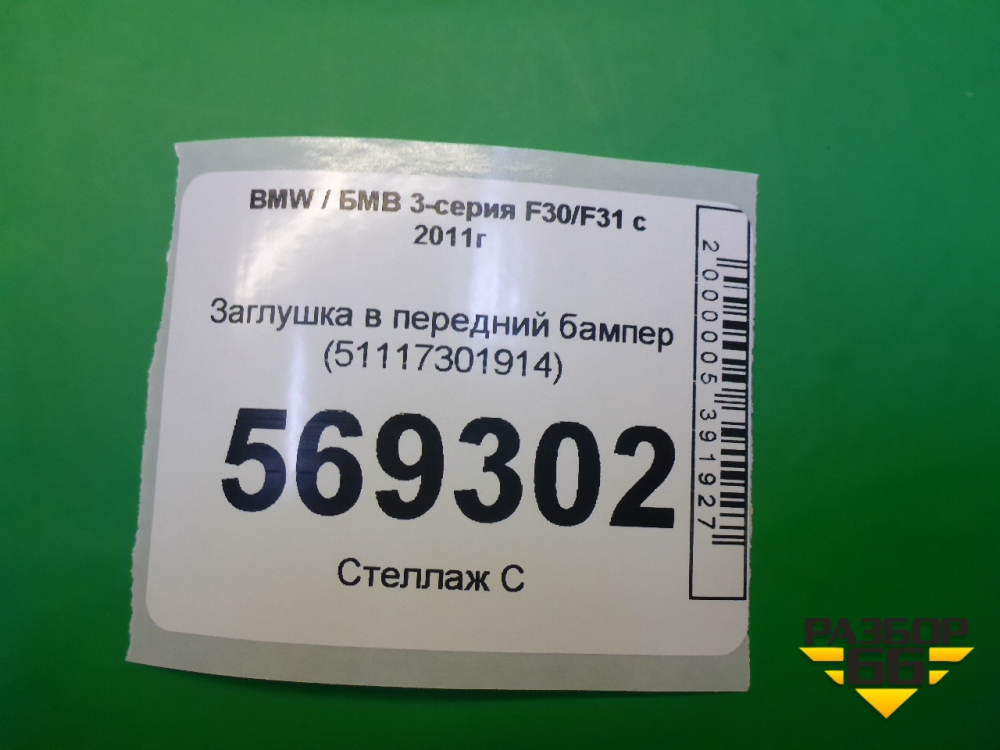 BMW / БМВ 3-серия F30/F31 с
2011г
Заглушка в передний бампер
(51117301914)
569302
Стеллаж С
2000005391927
РАЗБОР
66